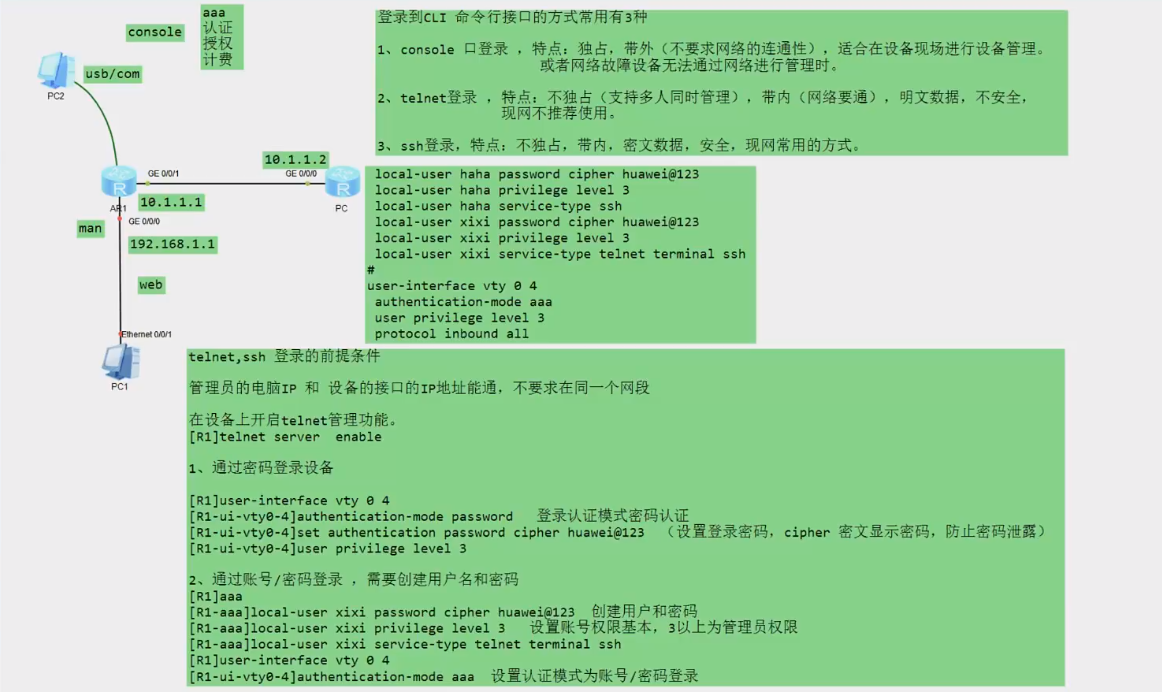 console
aaa
认证
授权
计费
usb/com
PC2
登录到CLI 命令行接口的方式常用有3种
1、console 口登录 ，特点：独占，带外（不要求网络的连通性），适合在设备现场进行设备管理。
或者网络故障设备无法通过网络进行管理时。
2、telnet登录 ，特点：不独占（支持多人同时管理），带内（网络要通），明文数据，不安全，
现网不推荐使用。
3、ssh登录，特点：不独占，带内，密文数据，安全，现网常用的方式。
10.1.1.2
GE 0/0/1
GE 0/0/0
R
R
AR1
10.1.1.1
PC
GE 0/0/0
man
192.168.1.1
web
Ethernet 0/0/1
PC1
local-user haha password cipher huawei@123
local-user haha privilege level 3
local-user haha service-type ssh
local-user xixi password cipher huawei@123
local-user xixi privilege level 3
local-user xixi service-type telnet terminal ssh
#
user-interface vty 0 4
authentication-mode aaa
user privilege level 3
protocol inbound all
telnet,ssh 登录的前提条件
管理员的电脑IP 和 设备的接口的IP地址能通，不要求在同一个网段
在设备上开启telnet管理功能。
[R1]telnet server  enable
1、通过密码登录设备
[R1]user-interface vty 0 4
[R1-ui-vty0-4]authentication-mode password   登录认证模式密码认证
[R1-ui-vty0-4]set authentication password cipher huawei@123  （设置登录密码，cipher 密文显示密码，防止密码泄露）
[R1-ui-vty0-4]user privilege level 3
2、通过账号/密码登录 ，需要创建用户名和密码
[R1]aaa
[R1-aaa]local-user xixi password cipher huawei@123  创建用户和密码
[R1-aaa]local-user xixi privilege level 3   设置账号权限基本，3以上为管理员权限
[R1-aaa]local-user xixi service-type telnet terminal ssh
[R1]user-interface vty 0 4
[R1-ui-vty0-4]authentication-mode aaa  设置认证模式为账号/密码登录